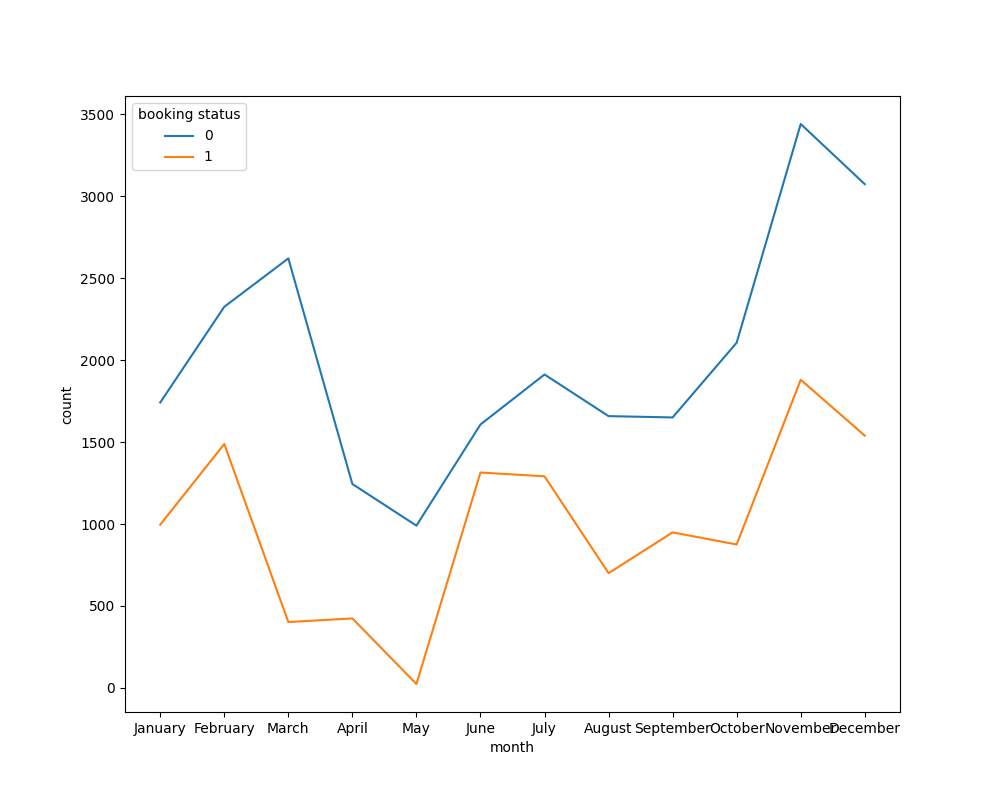 booking status
0
1
3500
3000
2500
2000
1500
1000
500
0
count
January February March April May June July August September October November December
month